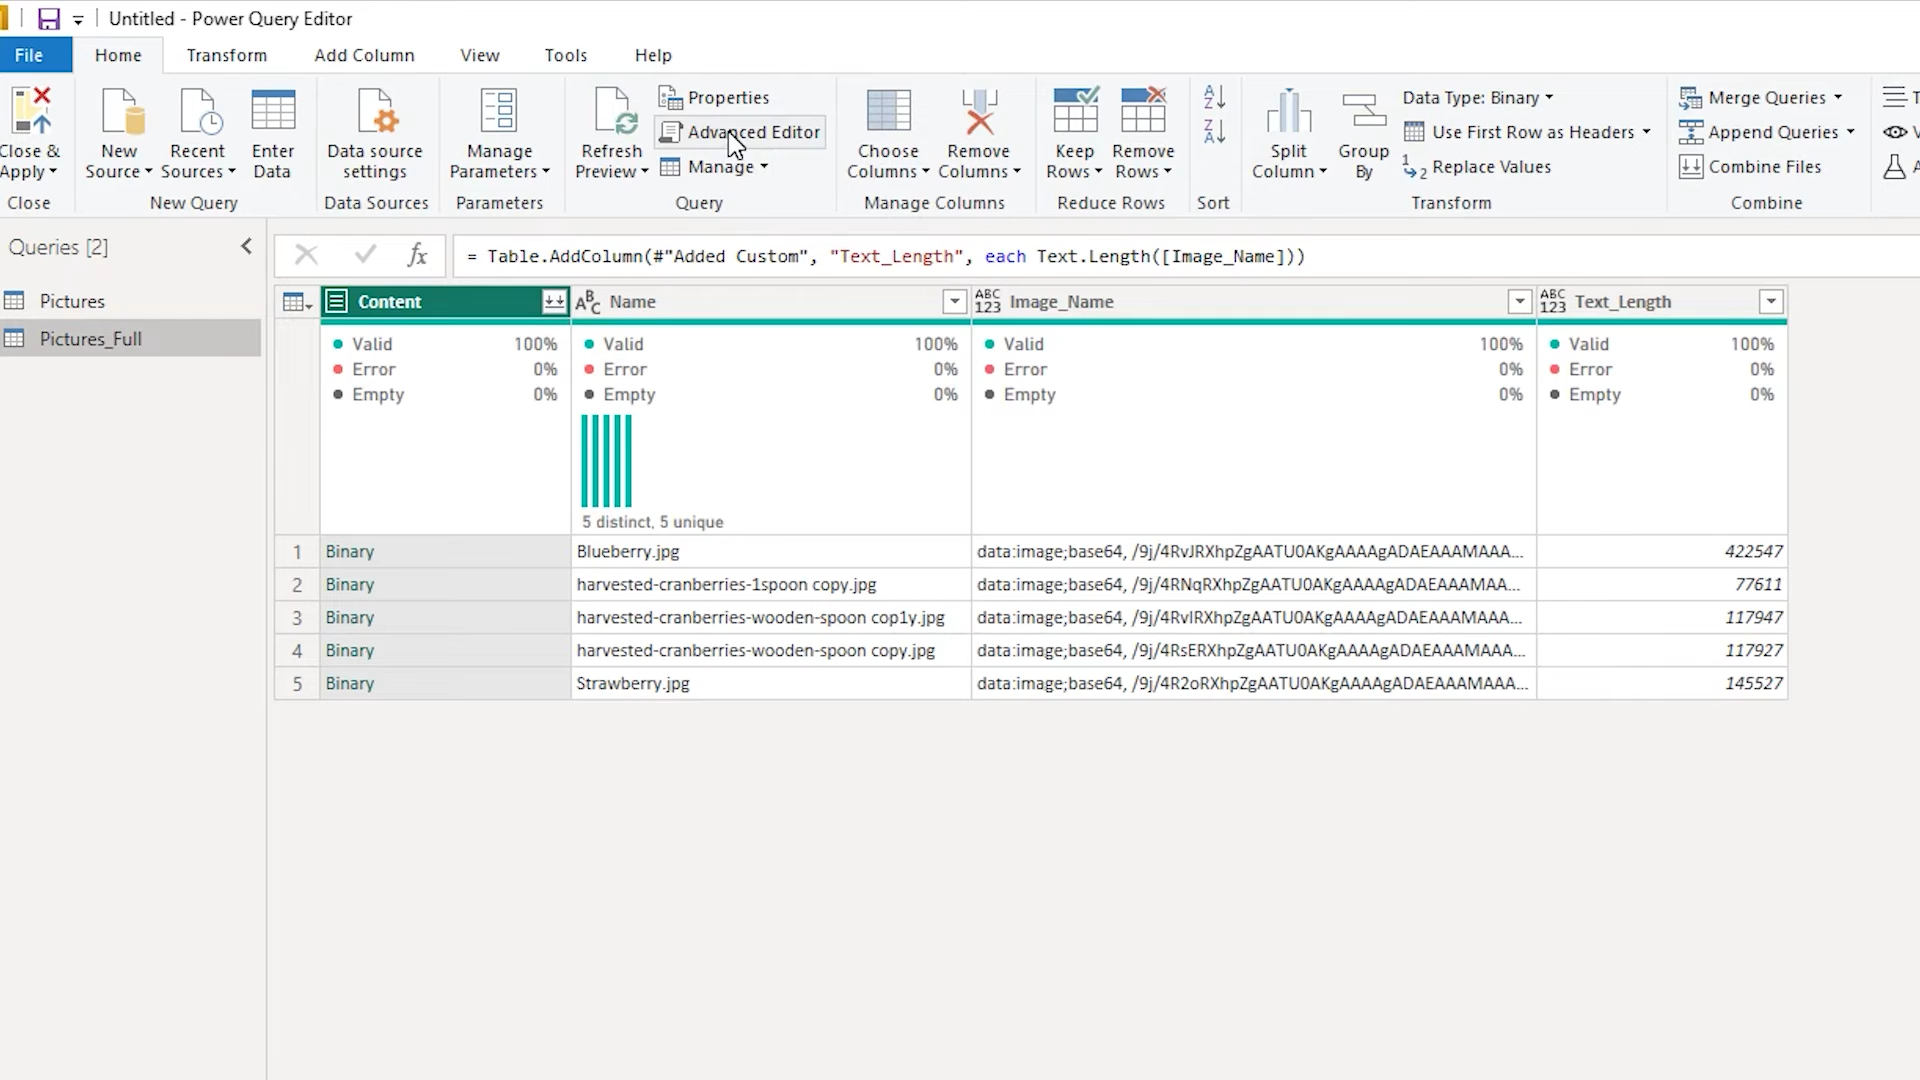 Untitled - Power Query Editor
File Home Transform Add Column View Tools Help
Close & Apply
New Source
Recent Sources
Enter Data
Data source settings
Manage Parameters
Refresh Preview
Properties
Advanced Editor
Manage
Choose Columns
Remove Columns
Keep Rows
Remove Rows
A Z
Z A
Split Column
Group By
Data Type: Binary
Use First Row as Headers
1 2 Replace Values
Merge Queries
Append Queries
Combine Files
Close New Query Data Sources Parameters Query Manage Columns Reduce Rows Sort Transform Combine
Queries [2]
Pictures
Pictures_Full
fx = Table.AddColumn(#"Added Custom", "Text_Length", each Text.Length([Image_Name]))
Content ABC Name ABC 123 Image_Name ABC 123 Text_Length
Valid 100% Valid 100% Valid 100% Valid 100%
Error 0% Error 0% Error 0% Error 0%
Empty 0% Empty 0% Empty 0% Empty 0%
5 distinct, 5 unique
1 Binary Blueberry.jpg data:image;base64, /9j/4RvJRXhpZgAATU0AKgAAAAgADAEAAAMAAA... 422547
2 Binary harvested-cranberries-1spoon copy.jpg data:image;base64, /9j/4RNqRXhpZgAATU0AKgAAAAgADAEAAAMAA... 77611
3 Binary harvested-cranberries-wooden-spoon cop1y.jpg data:image;base64, /9j/4RvIRXhpZgAATU0AKgAAAAgADAEAAAMAAA... 117947
4 Binary harvested-cranberries-wooden-spoon copy.jpg data:image;base64, /9j/4RsERXhpZgAATU0AKgAAAAgADAEAAAMAAA... 117927
5 Binary Strawberry.jpg data:image;base64, /9j/4R2oRXhpZgAATU0AKgAAAAgADAEAAAMAAA... 145527